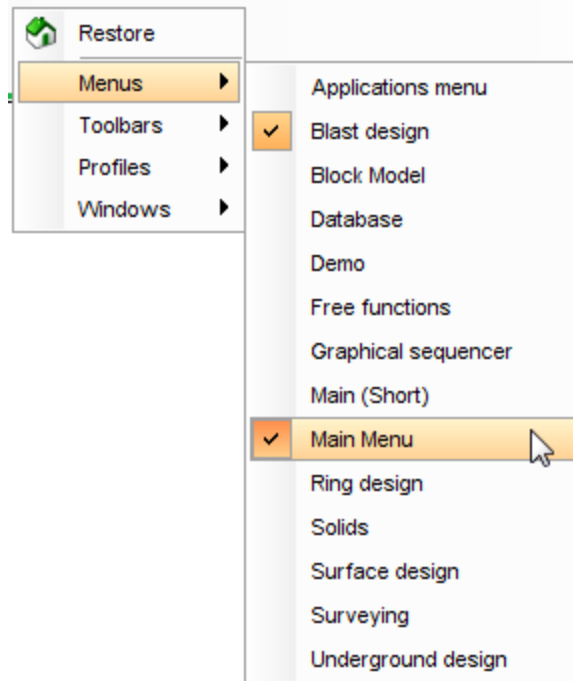 Restore
Menus
Toolbars
Profiles
Windows
Applications menu
Blast design
Block Model
Database
Demo
Free functions
Graphical sequencer
Main (Short)
Main Menu
Ring design
Solids
Surface design
Surveying
Underground design